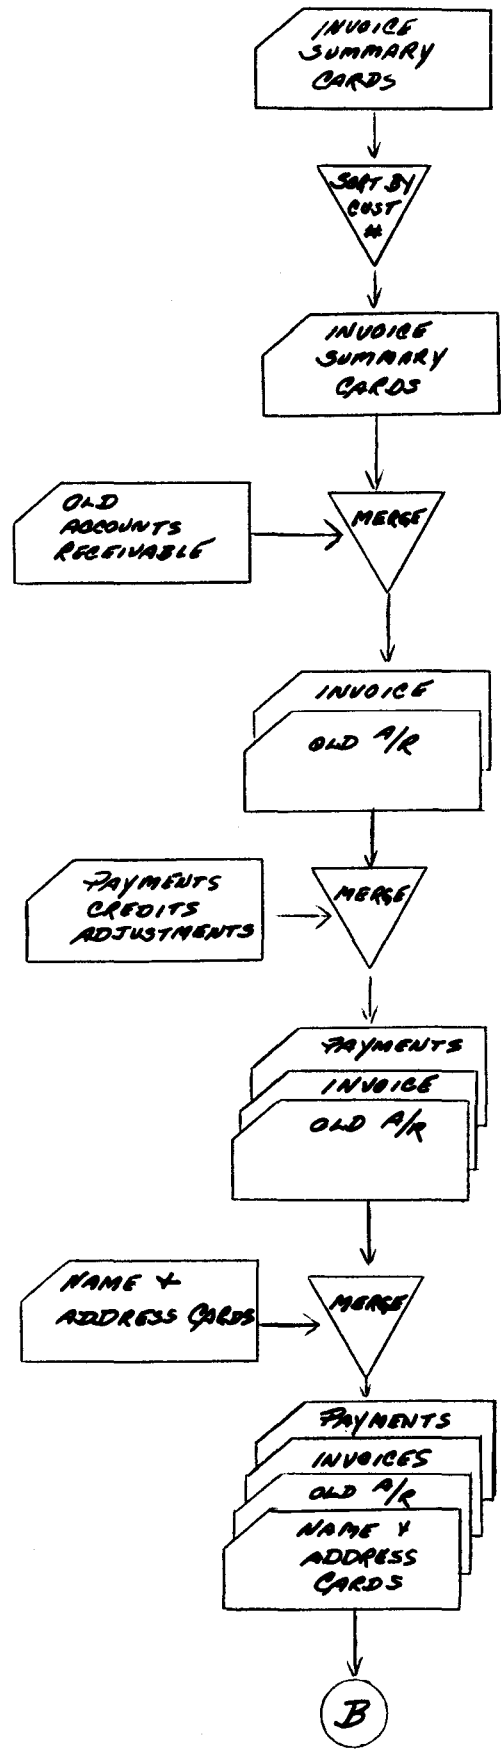 INVOICE
SUMMARY
CARDS
SORT BY
CUST
#
INVOICE
SUMMARY
CARDS
OLD
ACCOUNTS
RECEIVABLE
MERGE
INVOICE
OLD A/R
PAYMENTS
CREDITS
ADJUSTMENTS
MERGE
PAYMENTS
INVOICE
OLD A/R
NAME &
ADDRESS CARDS
MERGE
PAYMENTS
INVOICES
OLD A/R
NAME &
ADDRESS
CARDS
B